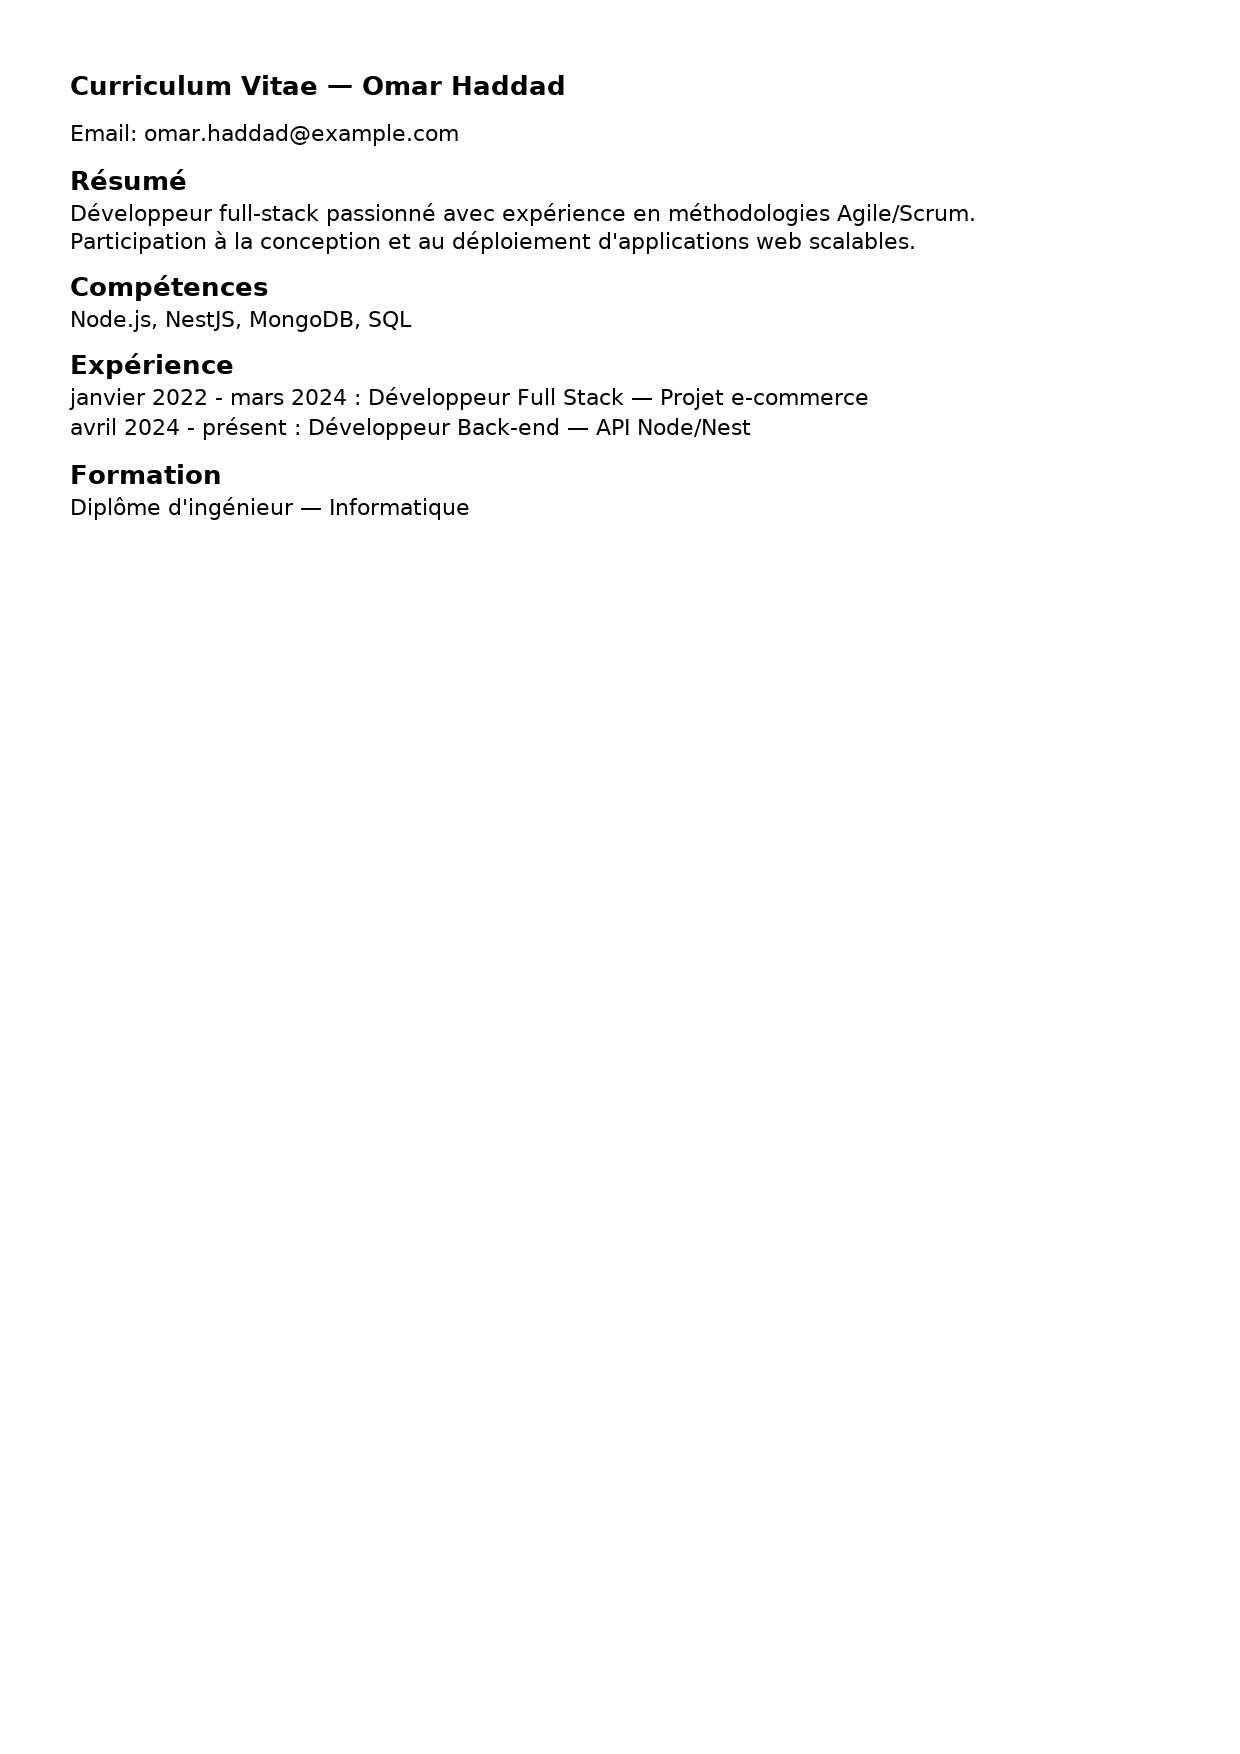 Curriculum Vitae — Omar Haddad
Email: omar.haddad@example.com
Résumé
Développeur full-stack passionné avec expérience en méthodologies Agile/Scrum.
Participation à la conception et au déploiement d'applications web scalables.
Compétences
Node.js, NestJS, MongoDB, SQL
Expérience
janvier 2022 - mars 2024 : Développeur Full Stack — Projet e-commerce
avril 2024 - présent : Développeur Back-end — API Node/Nest
Formation
Diplôme d'ingénieur — Informatique